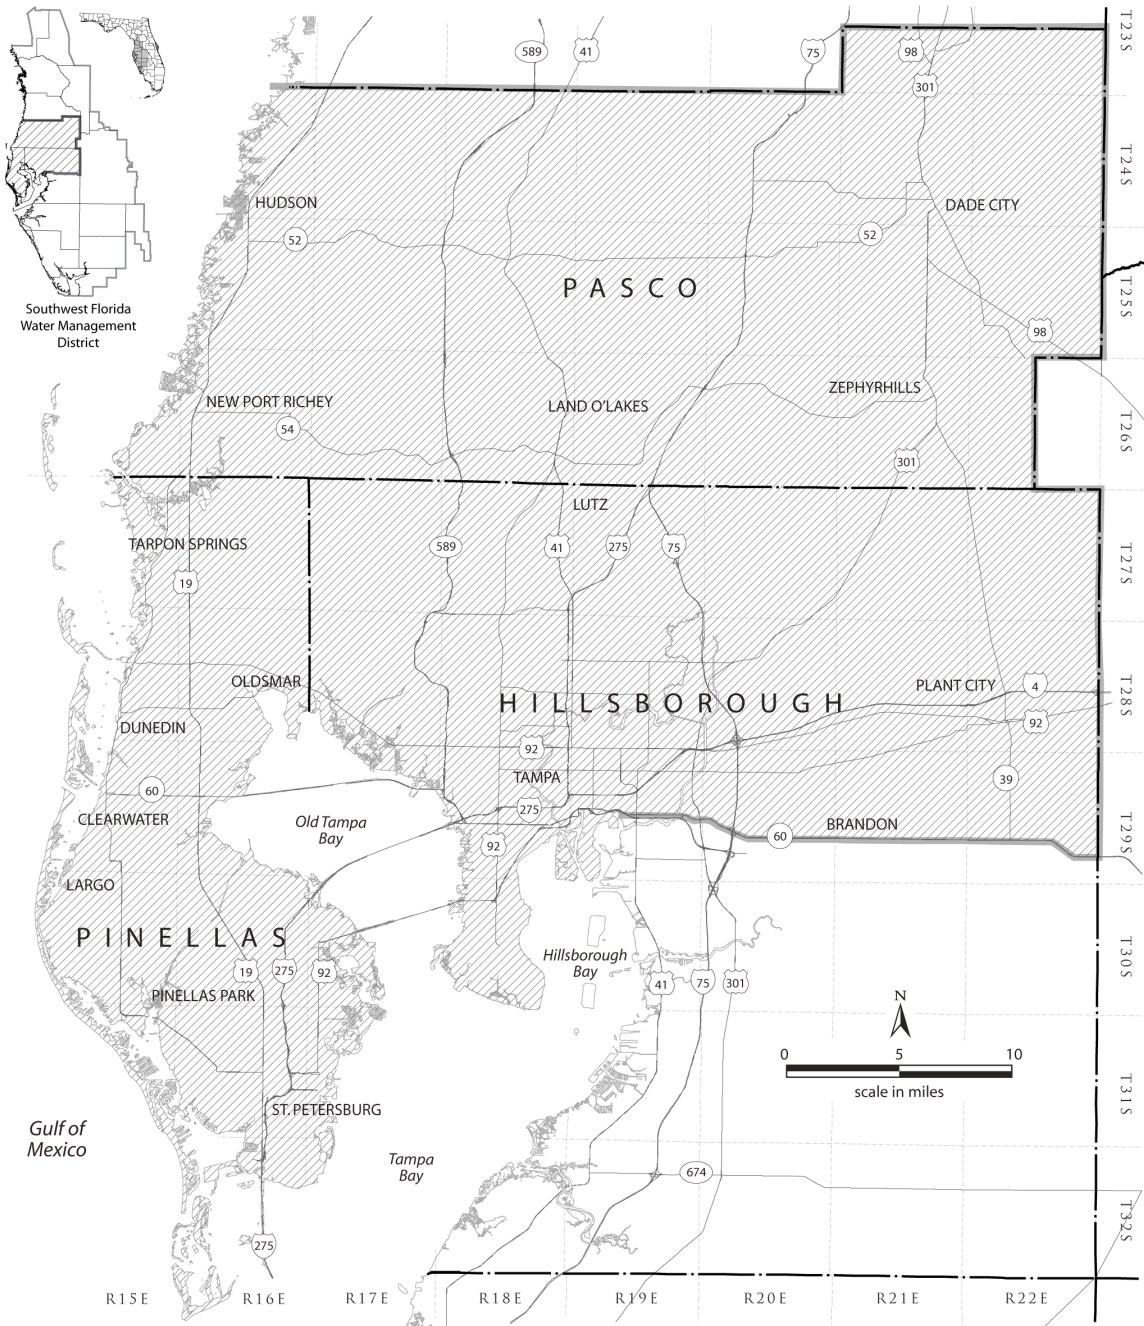 589
41
75
98
301
T23S
T24S
HUDSON
DADE CITY
52
52
PASCO
T25S
Southwest Florida
Water Management
District
98
NEW PORT RICHEY
LAND O'LAKES
ZEPHYRHILLS
54
T26S
301
LUTZ
TARPON SPRINGS
589
41
275
75
T27S
19
OLDSMAR
PLANT CITY
4
T28S
HILLSBOROUGH
DUNEDIN
92
92
TAMPA
39
60
275
CLEARWATER
Old Tampa
Bay
BRANDON
60
T29S
92
LARGO
PINELLAS
Hillsborough
Bay
T30S
19
275
92
41
75
301
PINELLAS PARK
N
0
5
10
scale in miles
T31S
ST. PETERSBURG
Gulf of
Mexico
Tampa
Bay
674
T32S
275
R15E
R16E
R17E
R18E
R19E
R20E
R21E
R22E